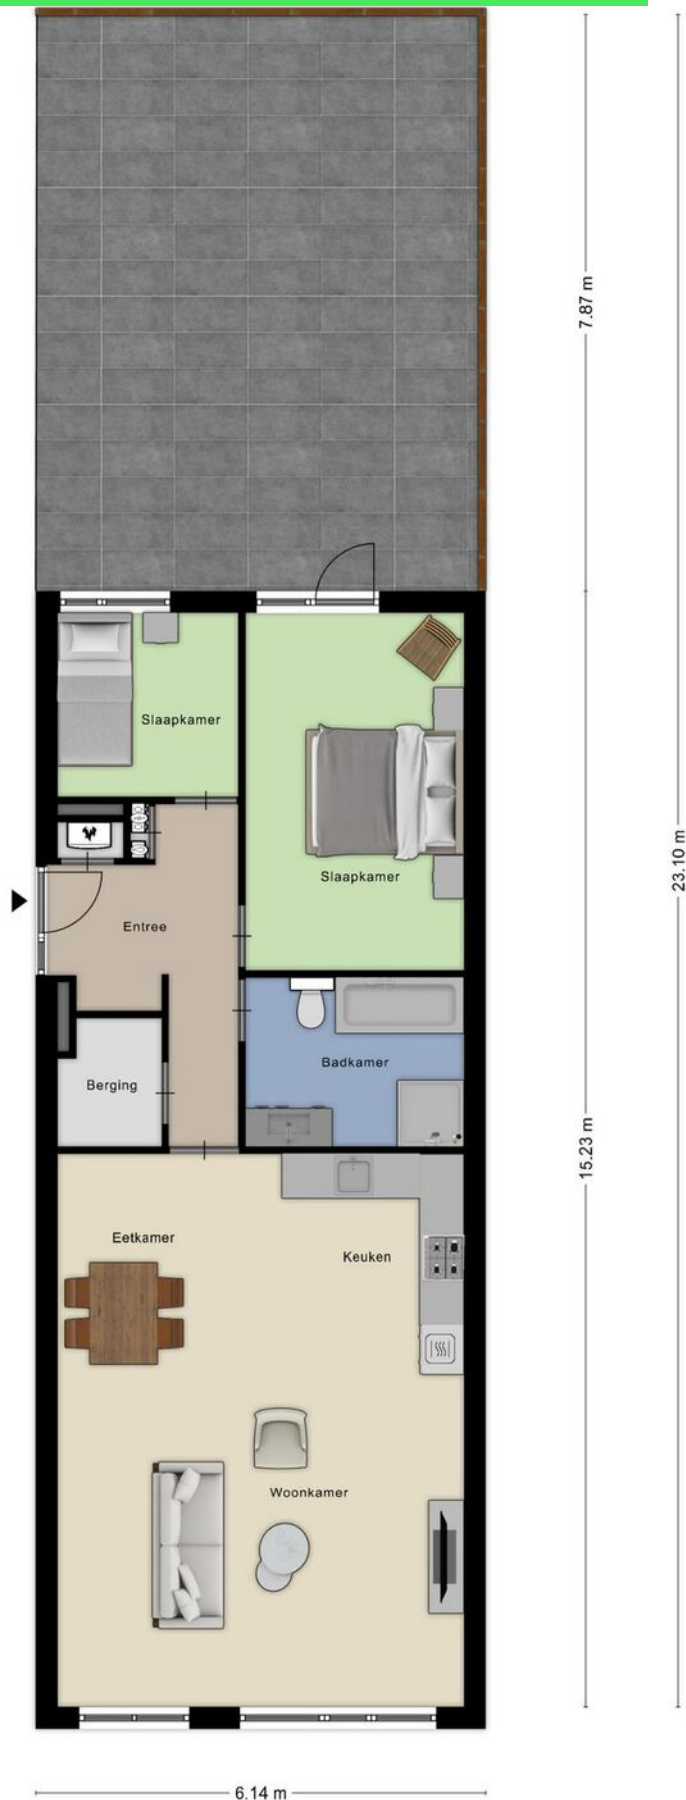 7.87 m
Slaapkamer
Slaapkamer
23.10 m
Entree
Badkamer
Berging
15.23 m
Eetkamer
Keuken
Woonkamer
6.14 m